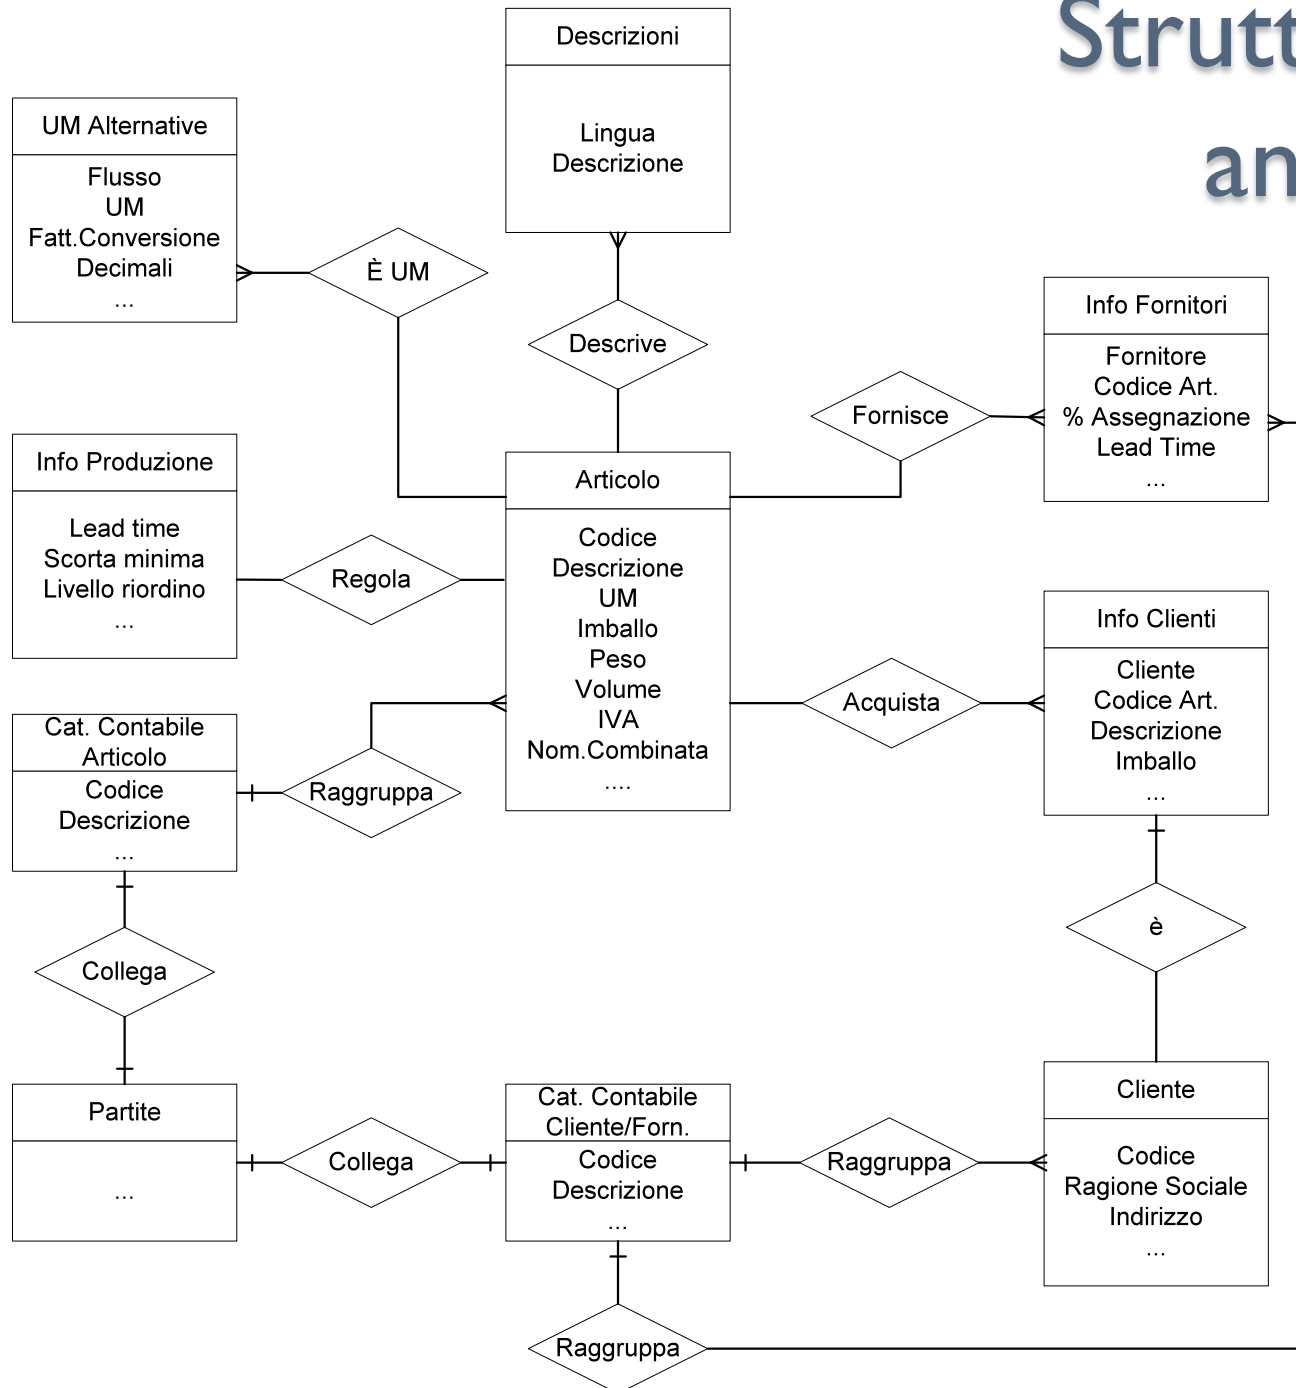 Strutt
an
Descrizioni
Lingua
Descrizione
UM Alternative
Flusso
UM
Fatt.Conversione
Decimali
...
È UM
Descrive
Info Fornitori
Fornitore
Codice Art.
% Assegnazione
Lead Time
...
Fornisce
Info Produzione
Lead time
Scorta minima
Livello riordino
...
Regola
Articolo
Codice
Descrizione
UM
Imballo
Peso
Volume
IVA
Nom.Combinata
....
Info Clienti
Cliente
Codice Art.
Descrizione
Imballo
...
Acquista
Cat. Contabile
Articolo
Codice
Descrizione
...
Raggruppa
è
Collega
Partite
...
Collega
Cat. Contabile
Cliente/Forn.
Codice
Descrizione
...
Raggruppa
Cliente
Codice
Ragione Sociale
Indirizzo
...
Raggruppa